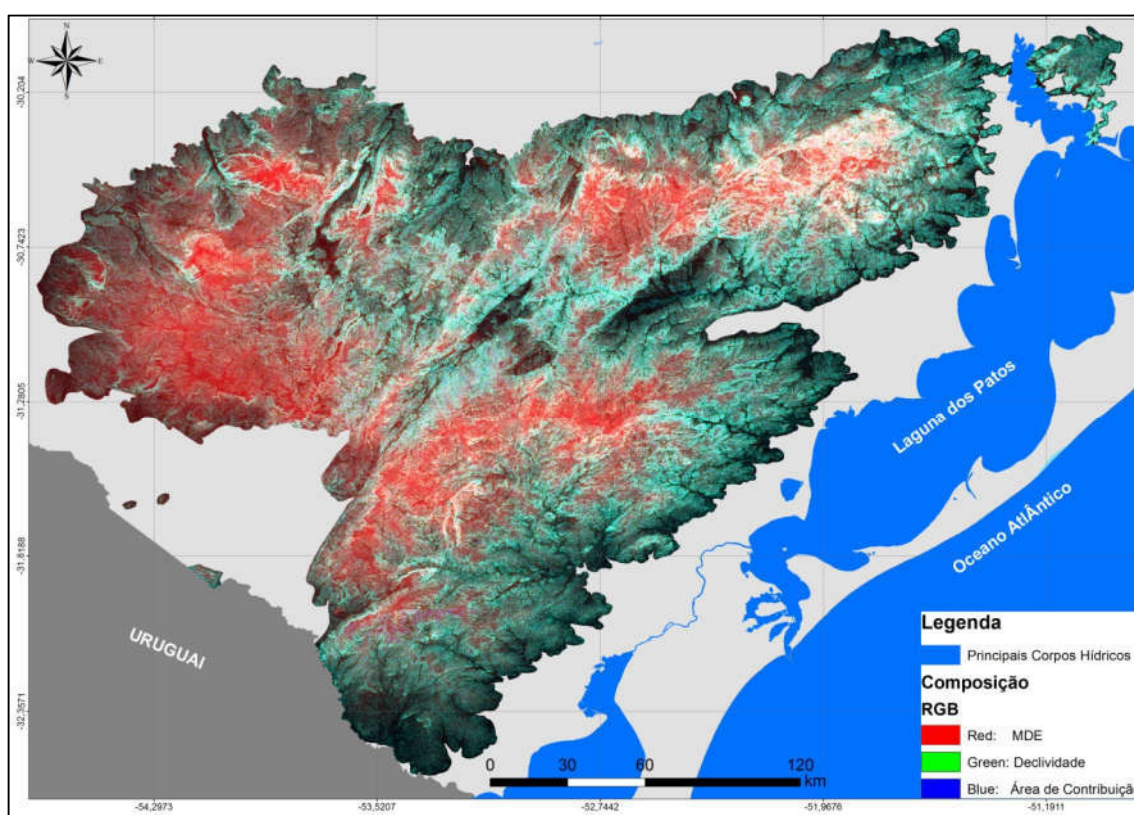 N
W E
S
-30,204
-30,7423
-31,2805
-31,8188
-32,3571
Laguna dos Patos
Oceano AtlÂntico
URUGUAI
Legenda
Principais Corpos Hídricos
Composição
RGB
Red: MDE
Green: Declividade
Blue: Área de Contribuiçã
0 30 60 120
km
-54,2973 -53,5207 -52,7442 -51,9676 -51,1911